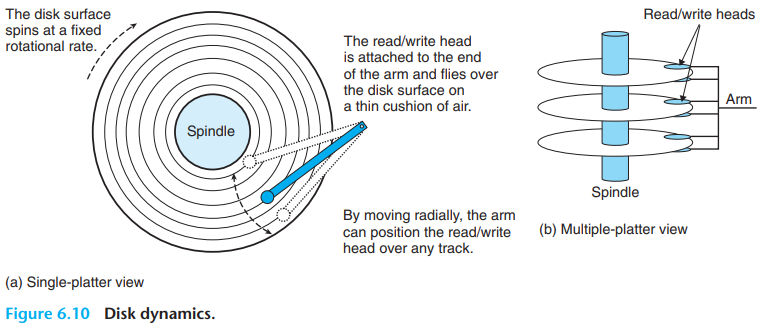 The disk surface
spins at a fixed
rotational rate.
Spindle
The read/write head
is attached to the end
of the arm and flies over
the disk surface on
a thin cushion of air.
By moving radially, the arm
can position the read/write
head over any track.
(a) Single-platter view
Read/write heads
Arm
Spindle
(b) Multiple-platter view
Figure 6.10 Disk dynamics.